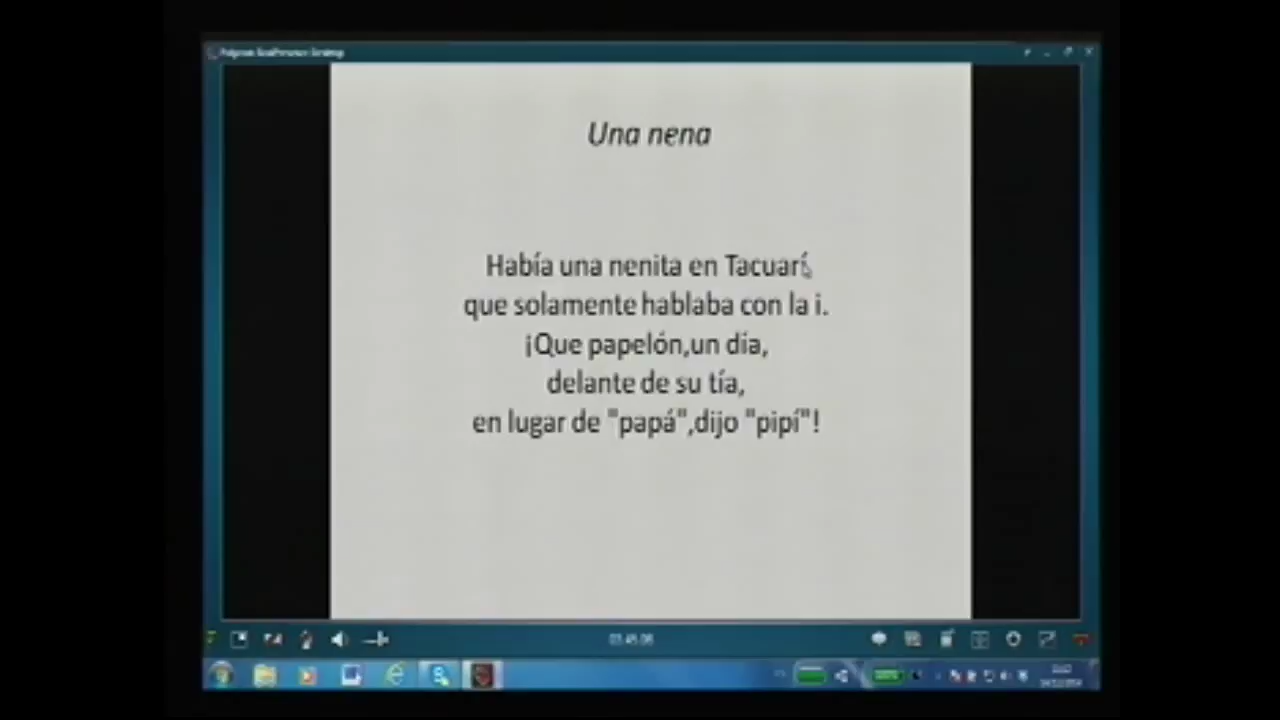 Una nena
Había una nenita en Tacuarí
que solamente hablaba con la i.
¡Que papelón,un día,
delante de su tía,
en lugar de "papá",dijo "pipí"!